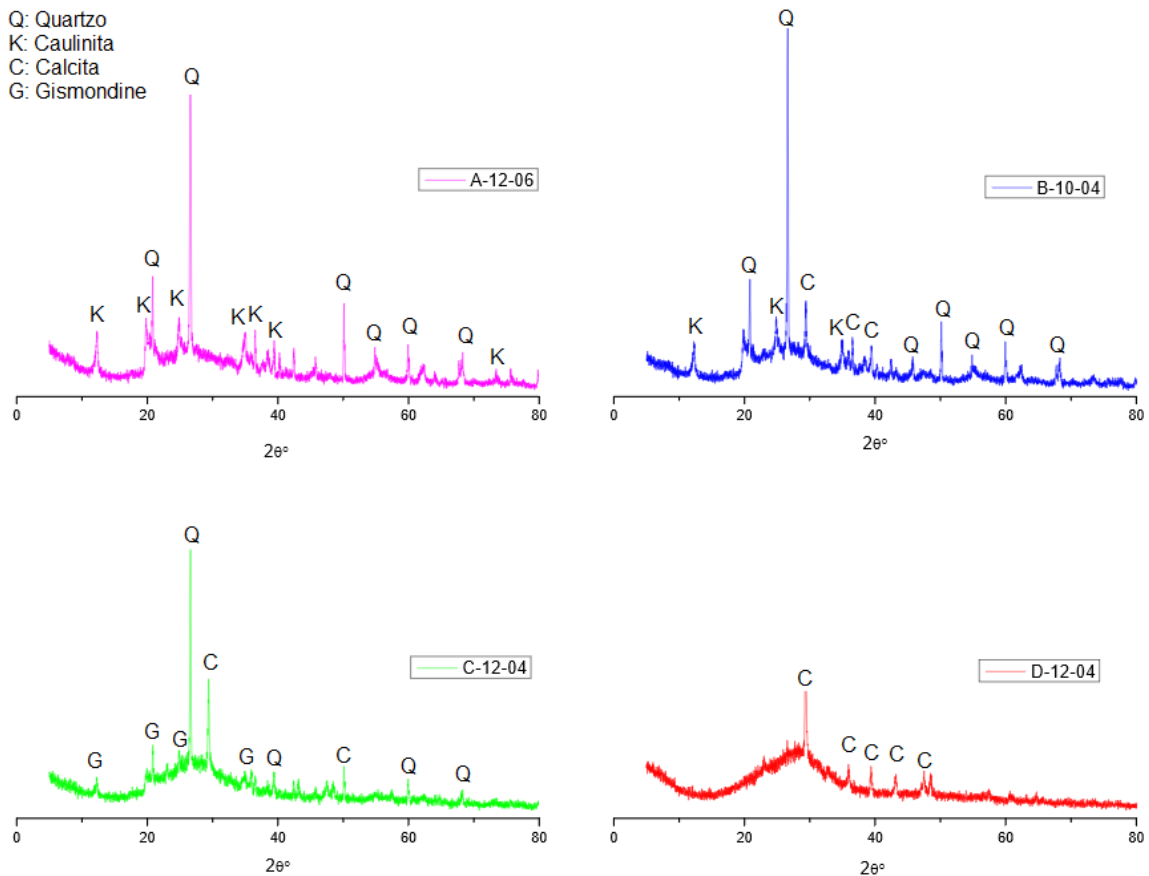 Q: Quartzo
K: Caulinita
C: Calcita
G: Gismondine
Q
A-12-06
Q
K
K
K
K
K
K
Q
Q
Q
Q
K
0
20
40
60
80
2θ°
Q
B-10-04
Q
C
K
K
K
C
C
Q
Q
Q
Q
Q
0
20
40
60
80
2θ°
Q
C
C-12-04
G
G
G
G
Q
C
Q
Q
0
20
40
60
80
2θ°
C
D-12-04
C
C
C
C
0
20
40
60
80
2θ°